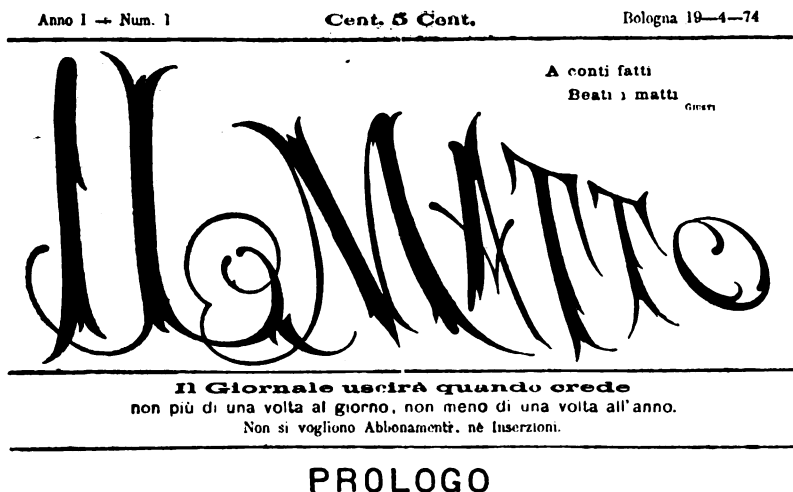 Anno I — Num. 1
Cent. 5 Cent.
Bologna 19—4—74
A conti fatti
Beati i matti
GIUSTI
Il MATTO
Il Giornale uscirà quando crede
non più di una volta al giorno, non meno di una volta all'anno.
Non si vogliono Abbonamenti, nè Inserzioni.
PROLOGO